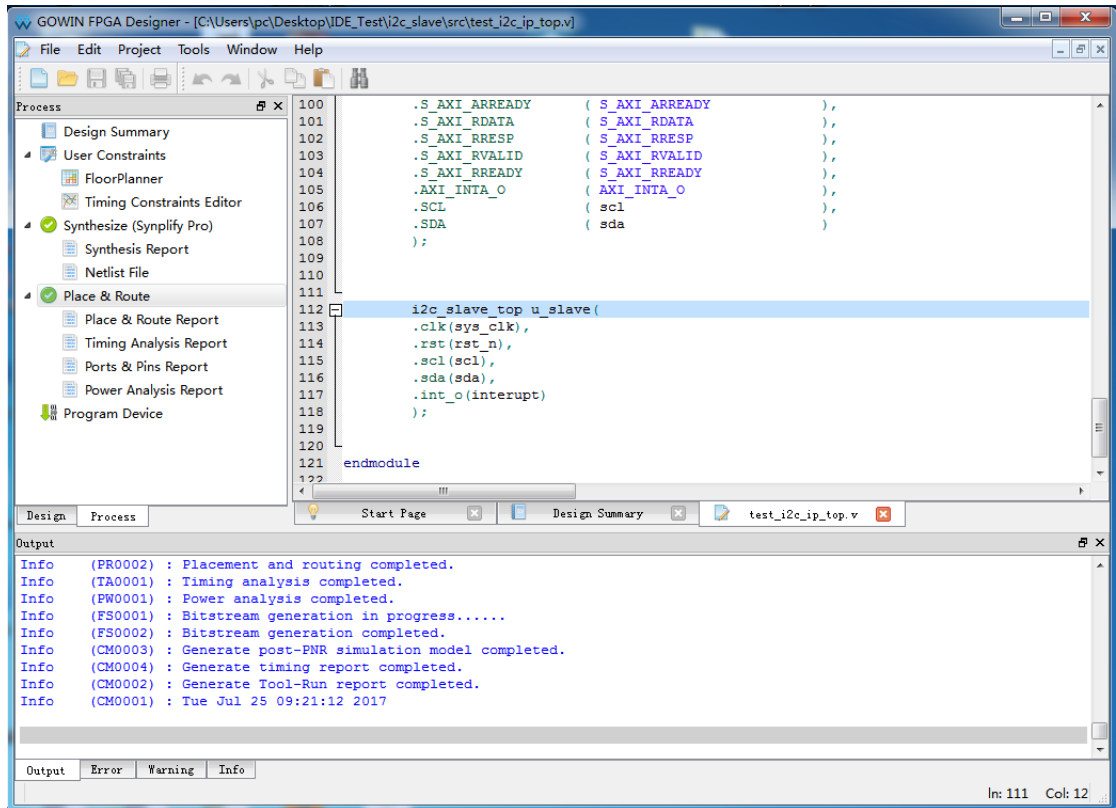 GOWIN FPGA Designer - [C:\Users\pc\Desktop\IDE_Test\i2c_slave\src\test_i2c_ip_top.v]
File Edit Project Tools Window Help
Process
Design Summary
User Constraints
FloorPlanner
Timing Constraints Editor
Synthesize (Synplify Pro)
Synthesis Report
Netlist File
Place & Route
Place & Route Report
Timing Analysis Report
Ports & Pins Report
Power Analysis Report
Program Device
Design Process
100 .S_AXI_ARREADY ( S_AXI_ARREADY ),
101 .S_AXI_RDATA ( S_AXI_RDATA ),
102 .S_AXI_RRESP ( S_AXI_RRESP ),
103 .S_AXI_RVALID ( S_AXI_RVALID ),
104 .S_AXI_RREADY ( S_AXI_RREADY ),
105 .AXI_INTA_O ( AXI_INTA_O ),
106 .SCL ( scl ),
107 .SDA ( sda )
108 );
109
110
111
112 i2c_slave_top u_slave(
113 .clk(sys_clk),
114 .rst(rst_n),
115 .scl(scl),
116 .sda(sda),
117 .int_o(interupt)
118 );
119
120
121 endmodule
122
Start Page Design Summary test_i2c_ip_top.v
Output
Info (PR0002) : Placement and routing completed.
Info (TA0001) : Timing analysis completed.
Info (PW0001) : Power analysis completed.
Info (FS0001) : Bitstream generation in progress......
Info (FS0002) : Bitstream generation completed.
Info (CM0003) : Generate post-PNR simulation model completed.
Info (CM0004) : Generate timing report completed.
Info (CM0002) : Generate Tool-Run report completed.
Info (CM0001) : Tue Jul 25 09:21:12 2017
Output Error Warning Info
ln: 111 Col: 12